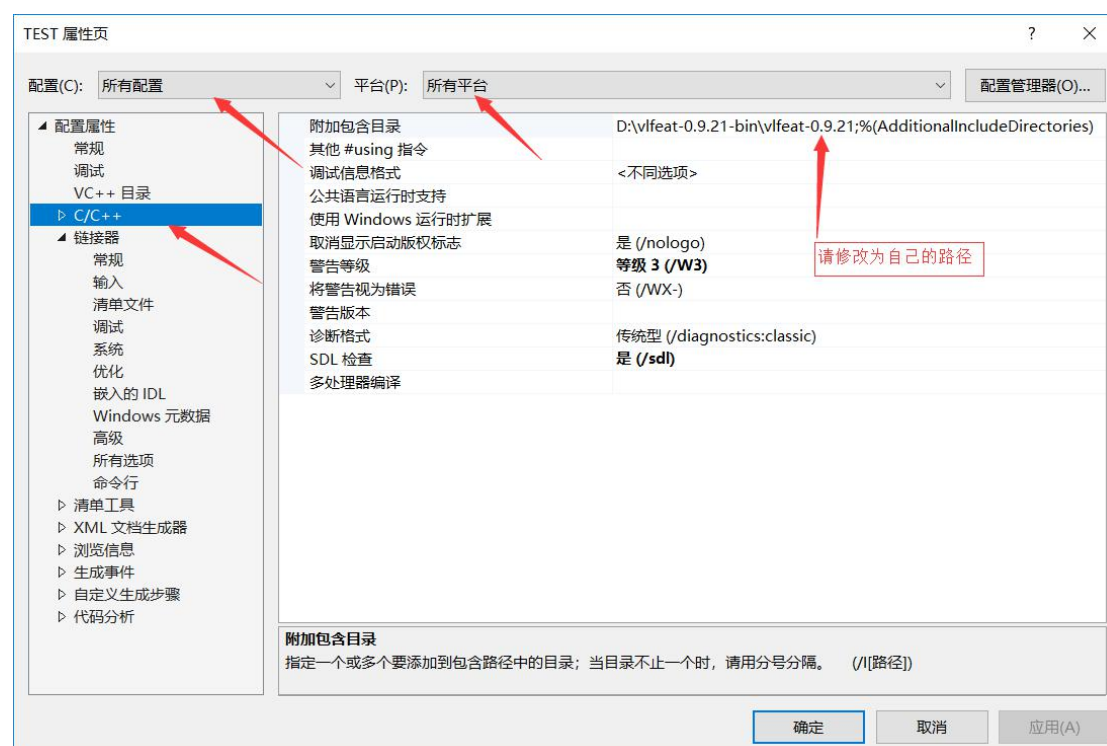 TEST 属性页
?
配置(C): 所有配置 平台(P): 所有平台 配置管理器(O)...
配置属性
常规
调试
VC++ 目录
C/C++
链接器
常规
输入
清单文件
调试
系统
优化
嵌入的 IDL
Windows 元数据
高级
所有选项
命令行
清单工具
XML 文档生成器
浏览信息
生成事件
自定义生成步骤
代码分析
附加包含目录 D:\vlfeat-0.9.21-bin\vlfeat-0.9.21;%(AdditionalIncludeDirectories)
其他 #using 指令
调试信息格式 <不同选项>
公共语言运行时支持
使用 Windows 运行时扩展
取消显示启动版权标志 是 (/nologo)
警告等级 等级 3 (/W3)
将警告视为错误 否 (/WX-)
警告版本
诊断格式 传统型 (/diagnostics:classic)
SDL 检查 是 (/sdl)
多处理器编译
请修改为自己的路径
附加包含目录
指定一个或多个要添加到包含路径中的目录；当目录不止一个时，请用分号分隔。 (/I[路径])
确定 取消 应用(A)